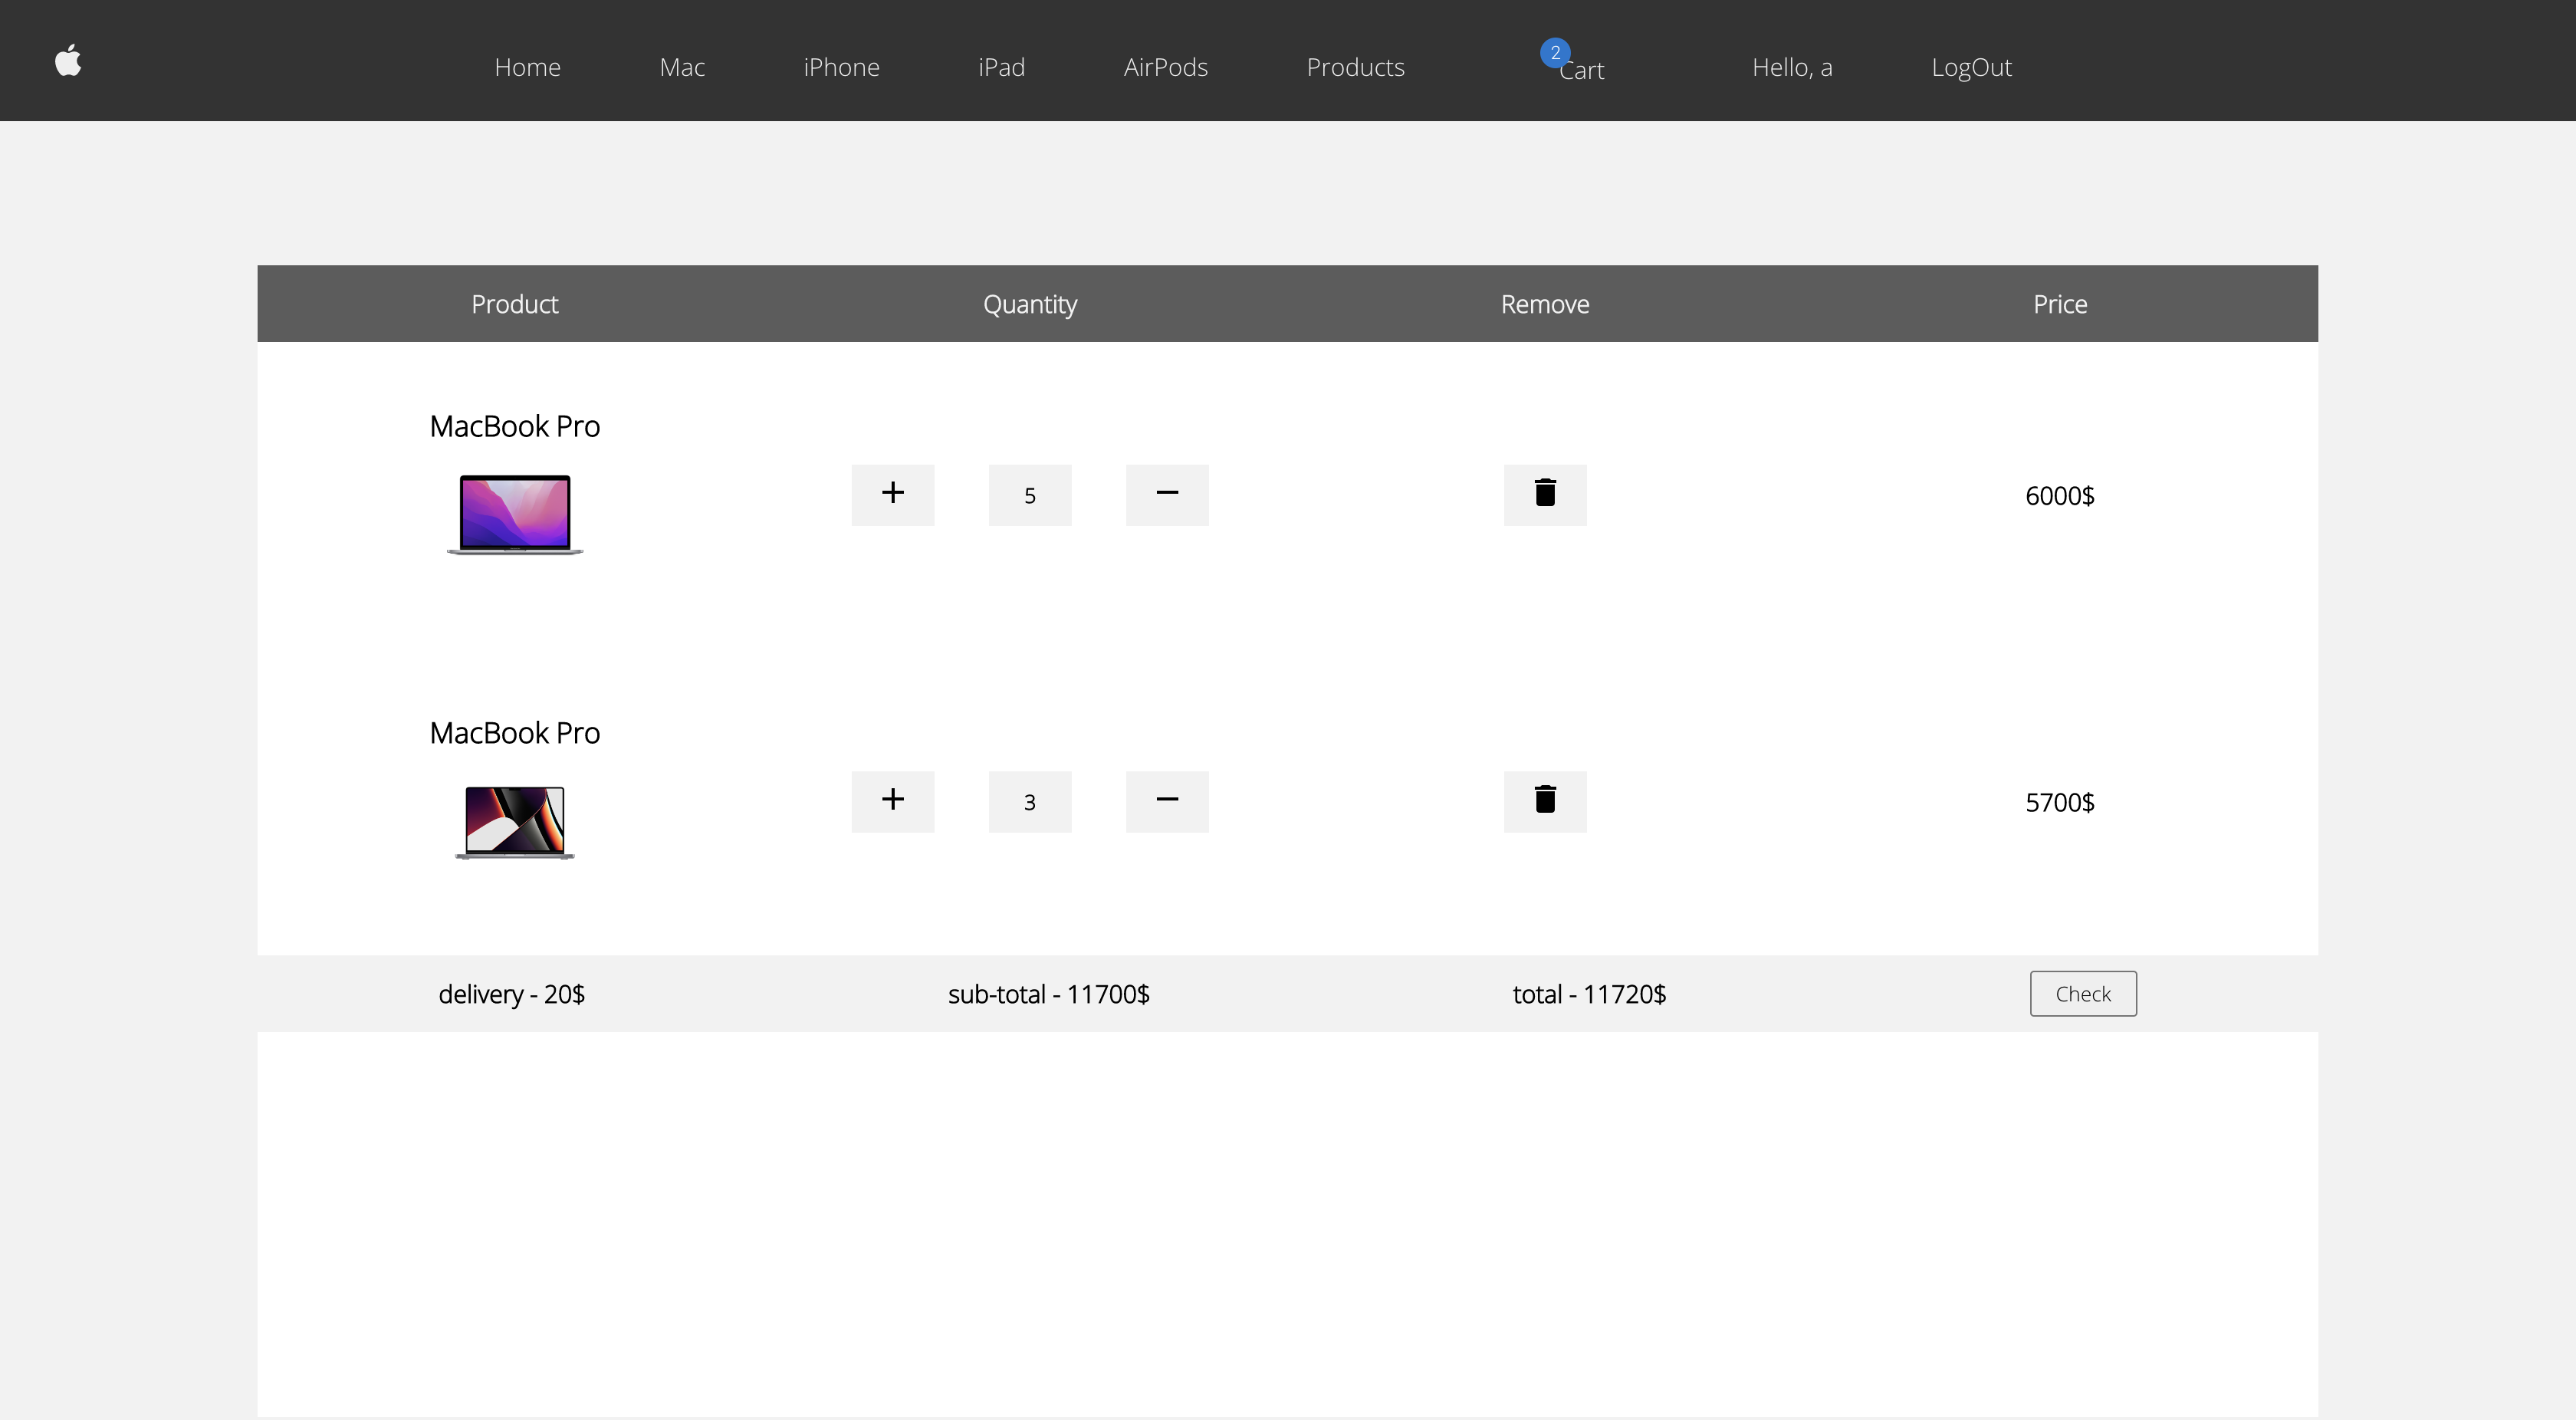 Home Mac iPhone iPad AirPods Products 2 Cart Hello, a LogOut
Product Quantity Remove Price
MacBook Pro
+ 5 − 6000$
MacBook Pro
+ 3 − 5700$
delivery - 20$ sub-total - 11700$ total - 11720$ Check